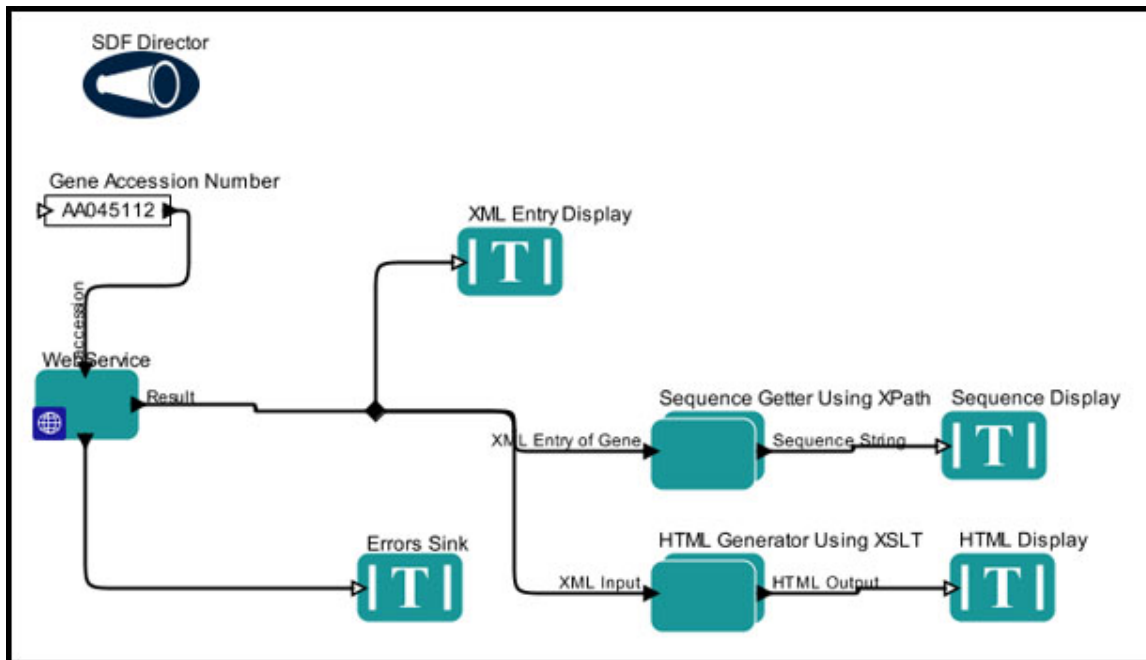 SDF Director
Gene Accession Number
AA045112
XML Entry Display
T
accession
WebService
Result
Sequence Getter Using XPath
Sequence Display
XML Entry of Gene
Sequence String
T
Errors Sink
T
HTML Generator Using XSLT
HTML Display
XML Input
HTML Output
T